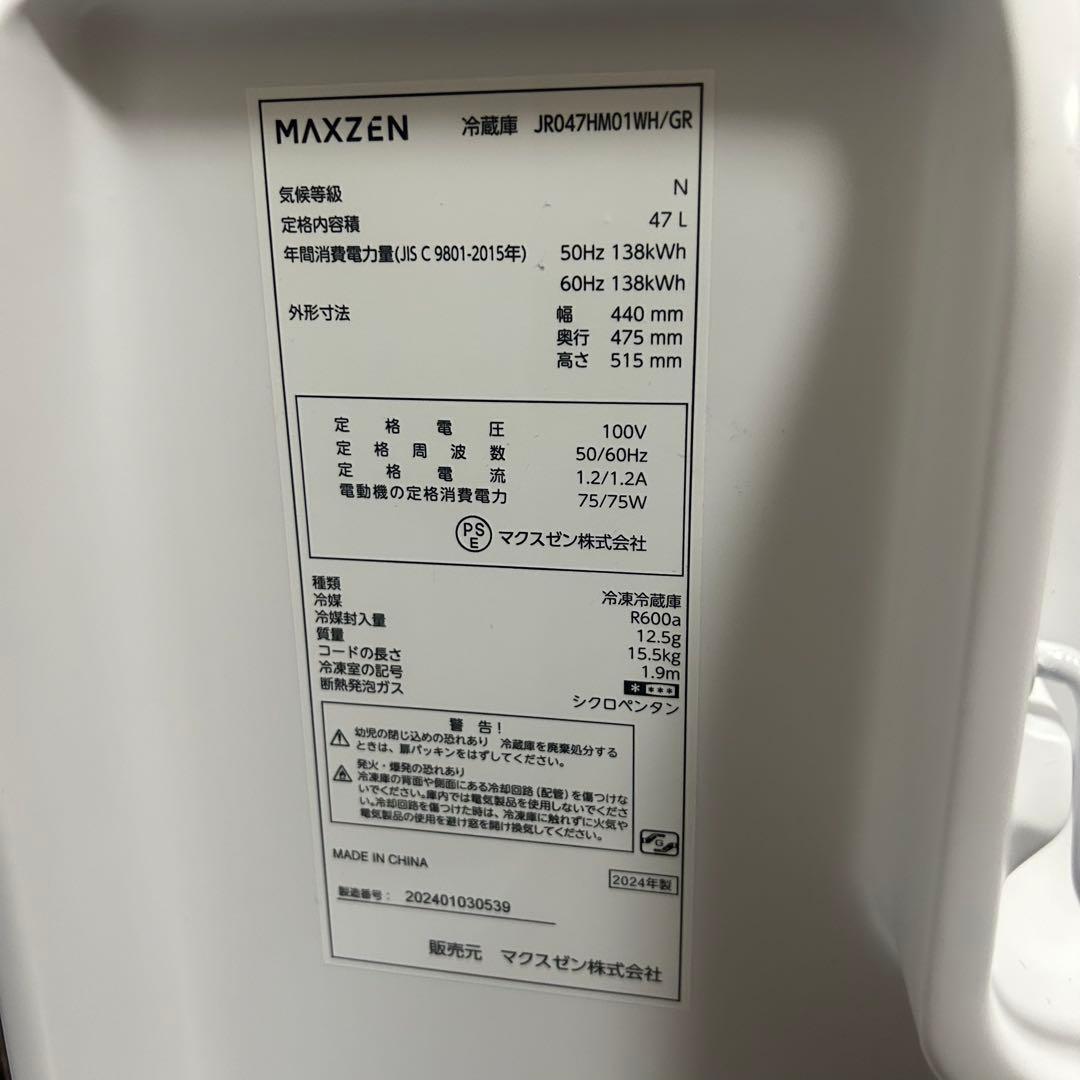 MAXZEN 冷蔵庫 JR047HM01WH/GR
気候等級 N
定格内容積 47 L
年間消費電力量(JIS C 9801-2015年) 50Hz 138kWh
60Hz 138kWh
外形寸法 幅 440 mm
奥行 475 mm
高さ 515 mm
定格電圧 100V
定格周波数 50/60Hz
定格電流 1.2/1.2A
電動機の定格消費電力 75/75W
PSE マクスゼン株式会社
種類 冷凍冷蔵庫
冷媒 R600a
冷媒封入量 12.5g
質量 15.5kg
コードの長さ 1.9m
冷凍室の記号 * ***
断熱発泡ガス シクロペンタン
警告!
幼児の閉じ込めの恐れあり 冷蔵庫を廃棄処分する
ときは、扉パッキンをはずしてください。
発火・爆発の恐れあり
冷凍庫の背面や側面にある冷却回路(配管)を傷つけな
いでください。庫内では電気製品を使用しないでくださ
い。冷却回路を傷つけた時は、冷凍庫に触れずに火気や
電気製品の使用を避け窓を開け換気してください。
G
MADE IN CHINA
2024年製
製造番号: 202401030539
販売元 マクスゼン株式会社